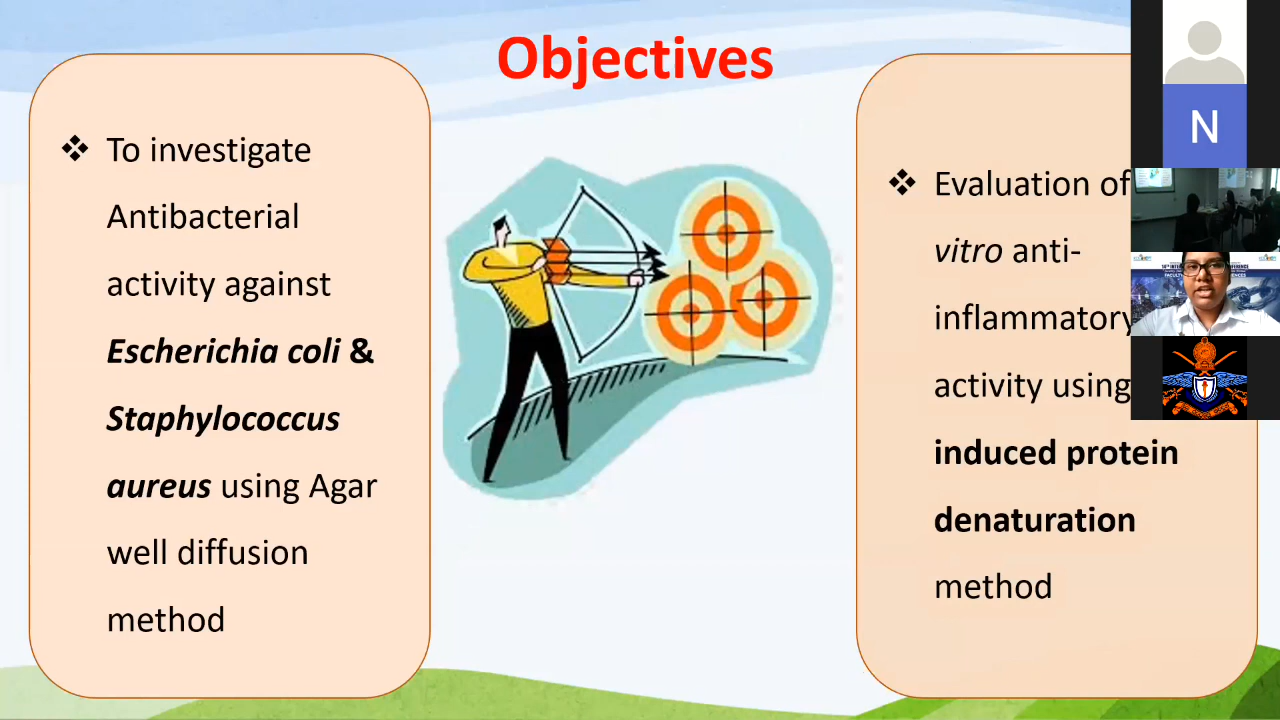 Objectives
❖ To investigate
Antibacterial
activity against
Escherichia coli &
Staphylococcus
aureus using Agar
well diffusion
method
❖ Evaluation of
vitro anti-
inflammatory
activity using
induced protein
denaturation
method
N